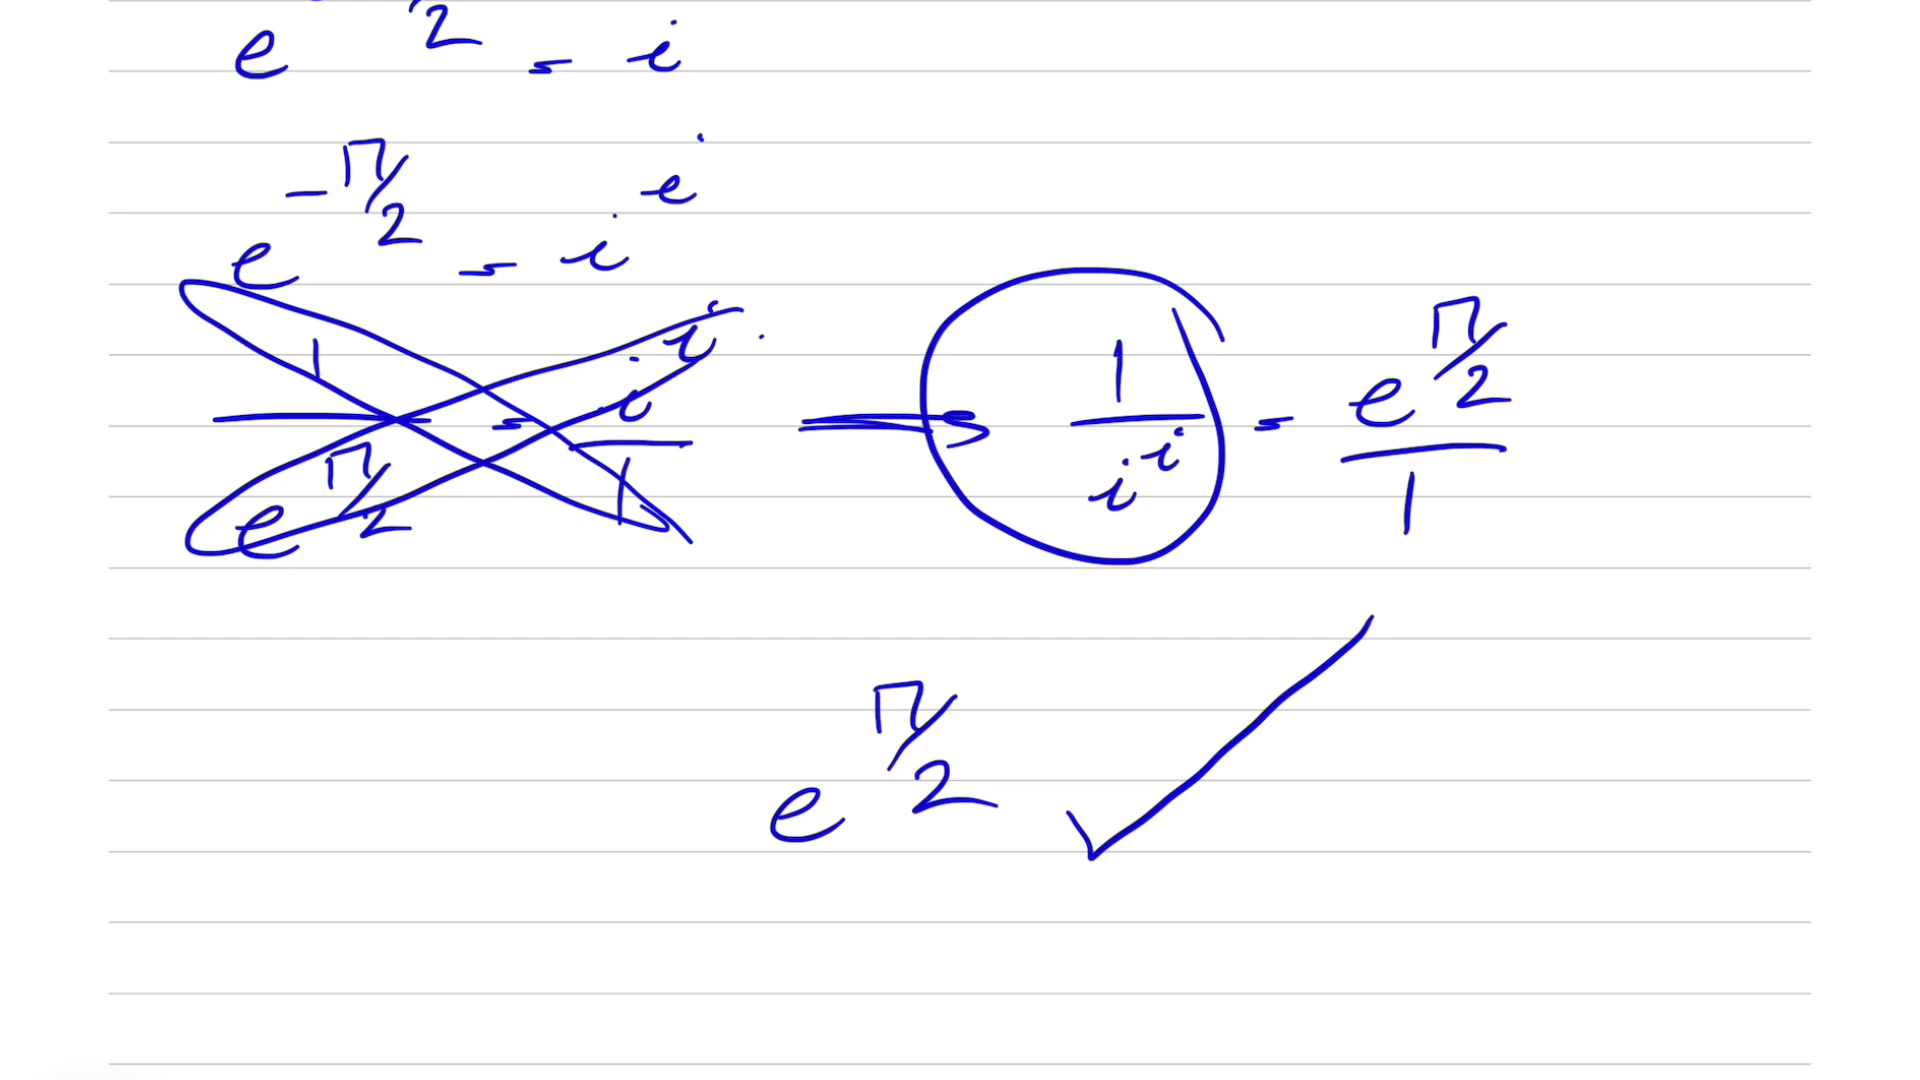 e^{π/2} = i
e^{-π/2} = i^i
1/e^{π/2} = i^i/1 ⇒ 1/i^i = e^{π/2}/1
e^{π/2} ✓